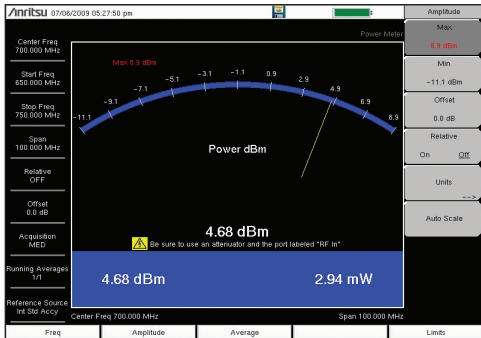 Anritsu 07/06/2009 05:27:50 pm
Amplitude
Power Meter
Center Freq
700.000 MHz
Start Freq
650.000 MHz
Stop Freq
750.000 MHz
Span
100.000 MHz
Relative
OFF
Offset
0.0 dB
Acquisition
MED
Running Averages
1/1
Reference Source
Int Std Accy
Max 8.9 dBm
-11.1
-9.1
-7.1
-5.1
-3.1
-1.1
0.9
2.9
4.9
6.9
8.9
Power dBm
4.68 dBm
Be sure to use an attenuator and the port labeled "RF In"
4.68 dBm
2.94 mW
Center Freq 700.000 MHz
Span 100.000 MHz
Max
8.9 dBm
Min
-11.1 dBm
Offset
0.0 dB
Relative
On Off
Units
-->
Auto Scale
Freq
Amplitude
Average
Limits